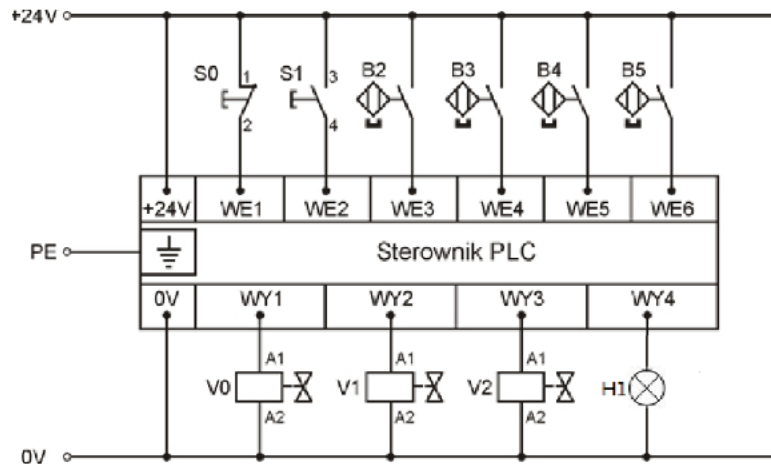 +24V
S0 1 2
S1 3 4
B2
B3
B4
B5
+24V WE1 WE2 WE3 WE4 WE5 WE6
PE
Sterownik PLC
0V WY1 WY2 WY3 WY4
V0 A1 A2
V1 A1 A2
V2 A1 A2
H1
0V